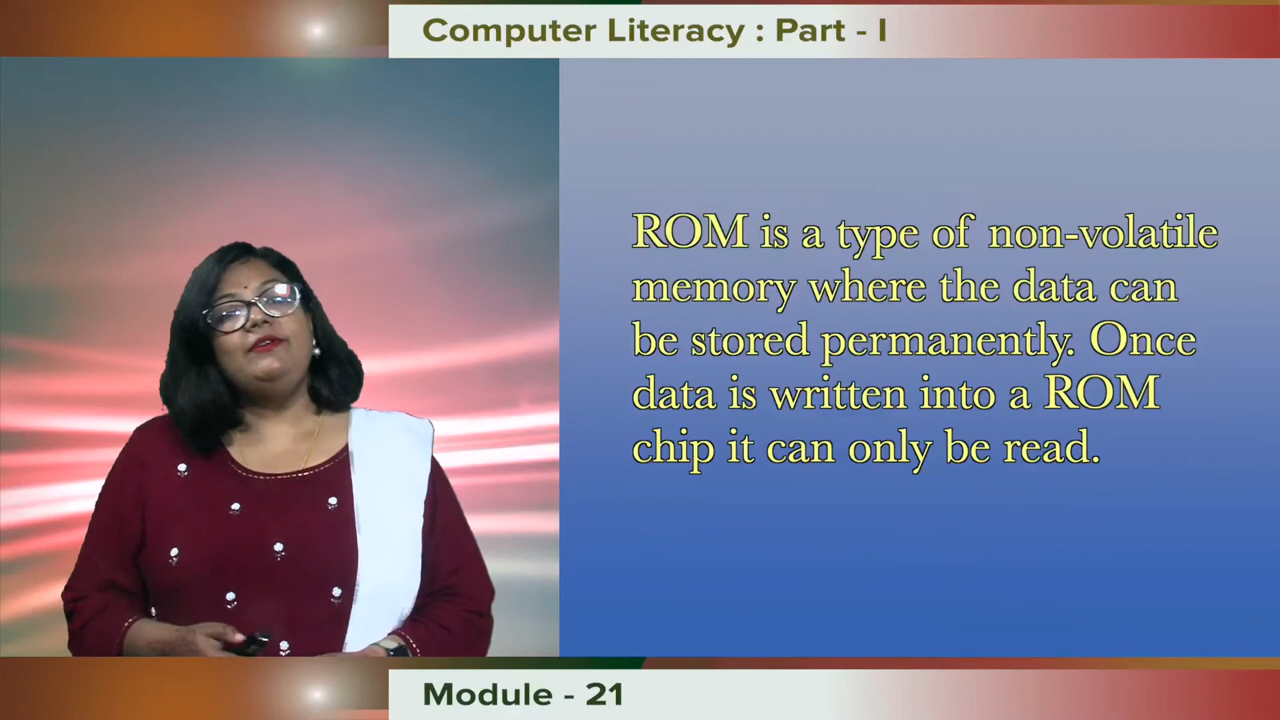 Computer Literacy : Part - I
ROM is a type of non-volatile
memory where the data can
be stored permanently. Once
data is written into a ROM
chip it can only be read.
Module - 21